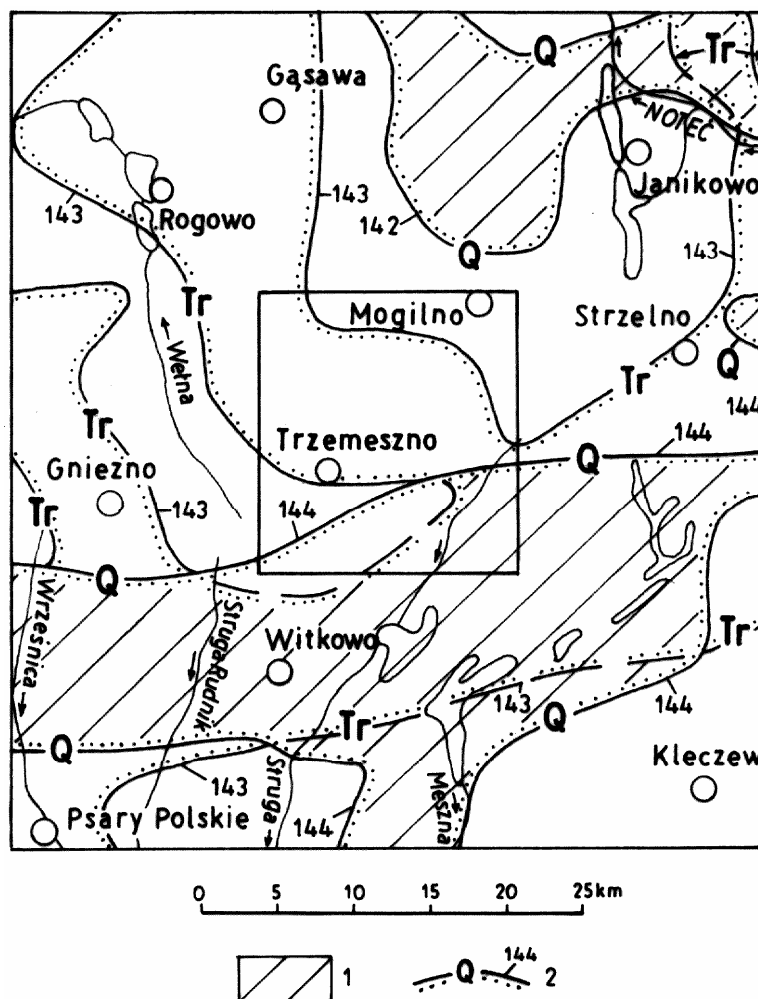 Q
Tr
Gąsawa
NOTEĆ
Janikowo
143
Rogowo
143
142
Q
143
Tr
Mogilno
Strzelno
Q
Wełna
Tr
144
Tr
Trzemeszno
144
Q
Gniezno
143
144
Tr
Q
Wrześnica
Struga Rudnik
Witkowo
Tr
143
144
Tr
Q
Q
143
Struga
144
Meszna
Kleczew
Psary Polskie
0 5 10 15 20 25km
1
Q 144 2